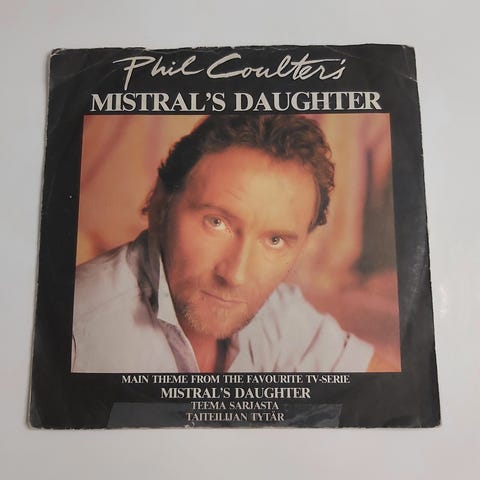 Phil Coulter's
MISTRAL'S DAUGHTER
MAIN THEME FROM THE FAVOURITE TV-SERIE
MISTRAL'S DAUGHTER
TEEMA SARJASTA
TAITEILIJAN TYTÄR